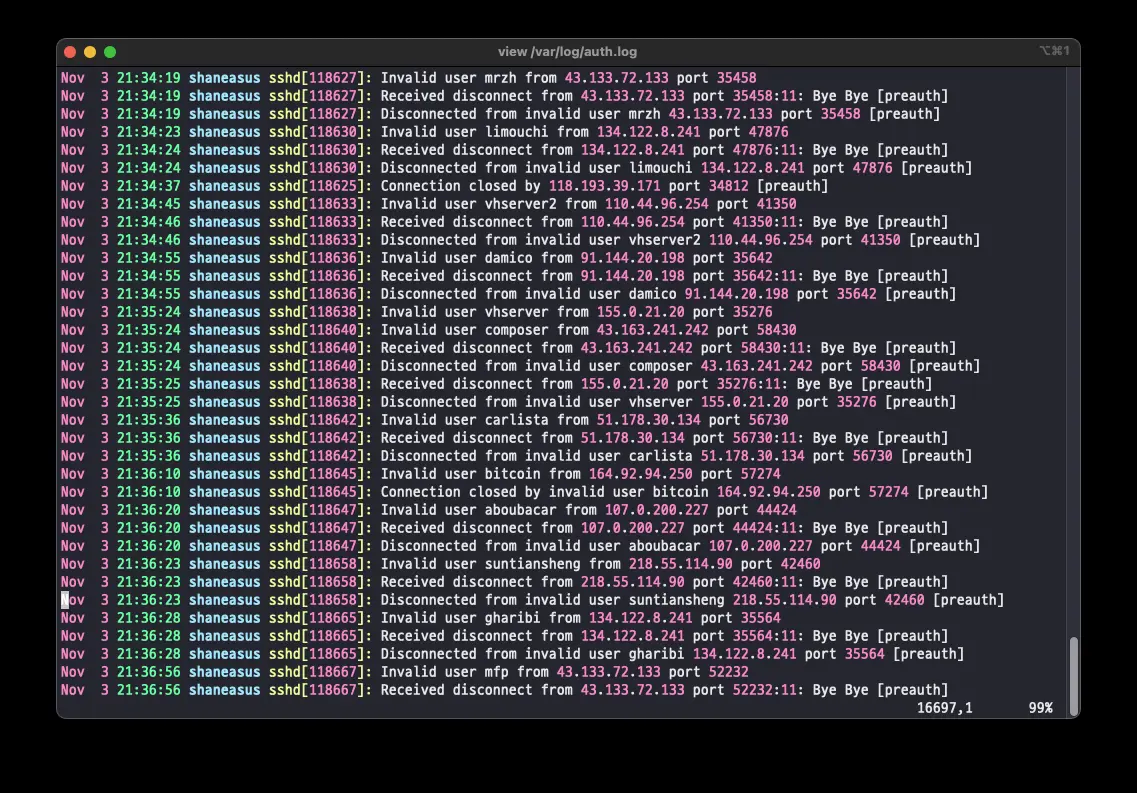 view /var/log/auth.log
⌥⌘1
Nov  3 21:34:19 shaneasus sshd[118627]: Invalid user mrzh from 43.133.72.133 port 35458
Nov  3 21:34:19 shaneasus sshd[118627]: Received disconnect from 43.133.72.133 port 35458:11: Bye Bye [preauth]
Nov  3 21:34:19 shaneasus sshd[118627]: Disconnected from invalid user mrzh 43.133.72.133 port 35458 [preauth]
Nov  3 21:34:23 shaneasus sshd[118630]: Invalid user limouchi from 134.122.8.241 port 47876
Nov  3 21:34:24 shaneasus sshd[118630]: Received disconnect from 134.122.8.241 port 47876:11: Bye Bye [preauth]
Nov  3 21:34:24 shaneasus sshd[118630]: Disconnected from invalid user limouchi 134.122.8.241 port 47876 [preauth]
Nov  3 21:34:37 shaneasus sshd[118625]: Connection closed by 118.193.39.171 port 34812 [preauth]
Nov  3 21:34:45 shaneasus sshd[118633]: Invalid user vhserver2 from 110.44.96.254 port 41350
Nov  3 21:34:46 shaneasus sshd[118633]: Received disconnect from 110.44.96.254 port 41350:11: Bye Bye [preauth]
Nov  3 21:34:46 shaneasus sshd[118633]: Disconnected from invalid user vhserver2 110.44.96.254 port 41350 [preauth]
Nov  3 21:34:55 shaneasus sshd[118636]: Invalid user damico from 91.144.20.198 port 35642
Nov  3 21:34:55 shaneasus sshd[118636]: Received disconnect from 91.144.20.198 port 35642:11: Bye Bye [preauth]
Nov  3 21:34:55 shaneasus sshd[118636]: Disconnected from invalid user damico 91.144.20.198 port 35642 [preauth]
Nov  3 21:35:24 shaneasus sshd[118638]: Invalid user vhserver from 155.0.21.20 port 35276
Nov  3 21:35:24 shaneasus sshd[118640]: Invalid user composer from 43.163.241.242 port 58430
Nov  3 21:35:24 shaneasus sshd[118640]: Received disconnect from 43.163.241.242 port 58430:11: Bye Bye [preauth]
Nov  3 21:35:24 shaneasus sshd[118640]: Disconnected from invalid user composer 43.163.241.242 port 58430 [preauth]
Nov  3 21:35:25 shaneasus sshd[118638]: Received disconnect from 155.0.21.20 port 35276:11: Bye Bye [preauth]
Nov  3 21:35:25 shaneasus sshd[118638]: Disconnected from invalid user vhserver 155.0.21.20 port 35276 [preauth]
Nov  3 21:35:36 shaneasus sshd[118642]: Invalid user carlista from 51.178.30.134 port 56730
Nov  3 21:35:36 shaneasus sshd[118642]: Received disconnect from 51.178.30.134 port 56730:11: Bye Bye [preauth]
Nov  3 21:35:36 shaneasus sshd[118642]: Disconnected from invalid user carlista 51.178.30.134 port 56730 [preauth]
Nov  3 21:36:10 shaneasus sshd[118645]: Invalid user bitcoin from 164.92.94.250 port 57274
Nov  3 21:36:10 shaneasus sshd[118645]: Connection closed by invalid user bitcoin 164.92.94.250 port 57274 [preauth]
Nov  3 21:36:20 shaneasus sshd[118647]: Invalid user aboubacar from 107.0.200.227 port 44424
Nov  3 21:36:20 shaneasus sshd[118647]: Received disconnect from 107.0.200.227 port 44424:11: Bye Bye [preauth]
Nov  3 21:36:20 shaneasus sshd[118647]: Disconnected from invalid user aboubacar 107.0.200.227 port 44424 [preauth]
Nov  3 21:36:23 shaneasus sshd[118658]: Invalid user suntiansheng from 218.55.114.90 port 42460
Nov  3 21:36:23 shaneasus sshd[118658]: Received disconnect from 218.55.114.90 port 42460:11: Bye Bye [preauth]
Nov  3 21:36:23 shaneasus sshd[118658]: Disconnected from invalid user suntiansheng 218.55.114.90 port 42460 [preauth]
Nov  3 21:36:28 shaneasus sshd[118665]: Invalid user gharibi from 134.122.8.241 port 35564
Nov  3 21:36:28 shaneasus sshd[118665]: Received disconnect from 134.122.8.241 port 35564:11: Bye Bye [preauth]
Nov  3 21:36:28 shaneasus sshd[118665]: Disconnected from invalid user gharibi 134.122.8.241 port 35564 [preauth]
Nov  3 21:36:56 shaneasus sshd[118667]: Invalid user mfp from 43.133.72.133 port 52232
Nov  3 21:36:56 shaneasus sshd[118667]: Received disconnect from 43.133.72.133 port 52232:11: Bye Bye [preauth]
16697,1 99%